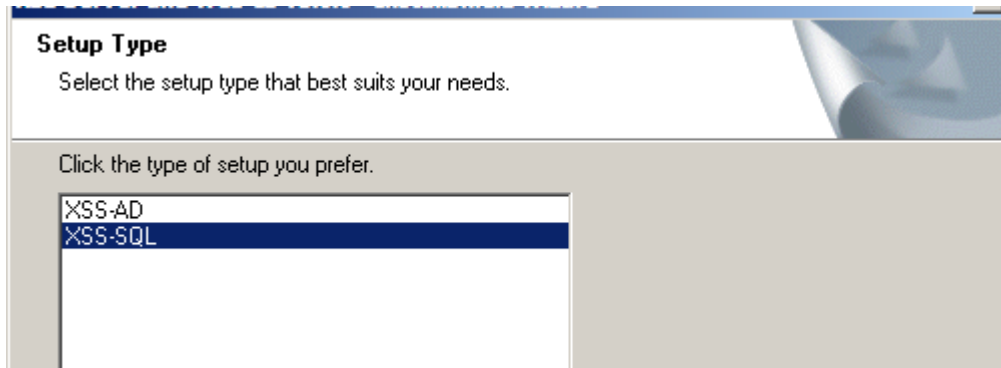 Setup Type
Select the setup type that best suits your needs.
Click the type of setup you prefer.
XSS-AD
XSS-SQL